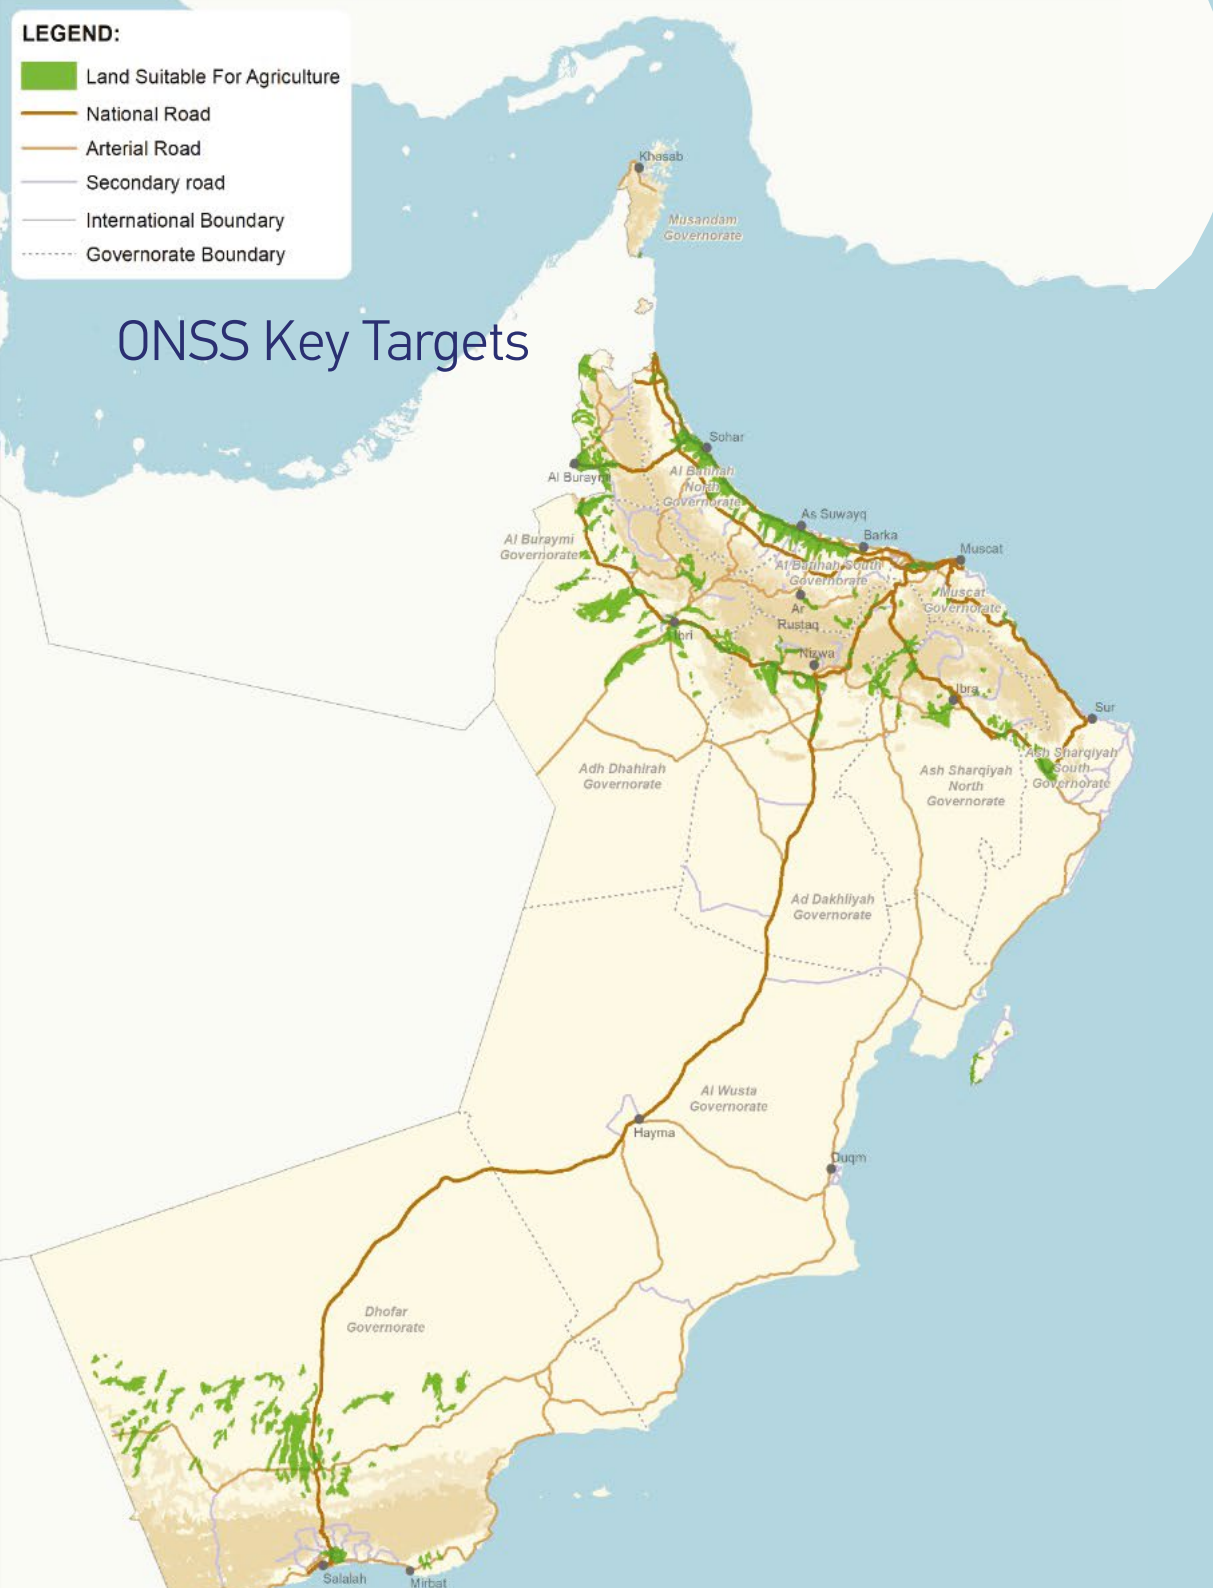 LEGEND:
Land Suitable For Agriculture
National Road
Arterial Road
Secondary road
International Boundary
Governorate Boundary
ONSS Key Targets
Khasab
Musandam
Governorate
Sohar
Al Buraymi
Al Batinah
North
Governorate
As Suwayq
Barka
Muscat
Al Buraymi
Governorate
Al Batinah South
Governorate
Muscat
Governorate
Ar
Rustaq
Ibri
Nizwa
Ibra
Sur
Adh Dhahirah
Governorate
Ash Sharqiyah
North
Governorate
Ash Sharqiyah
South
Governorate
Ad Dakhliyah
Governorate
Al Wusta
Governorate
Hayma
Duqm
Dhofar
Governorate
Salalah
Mirbat